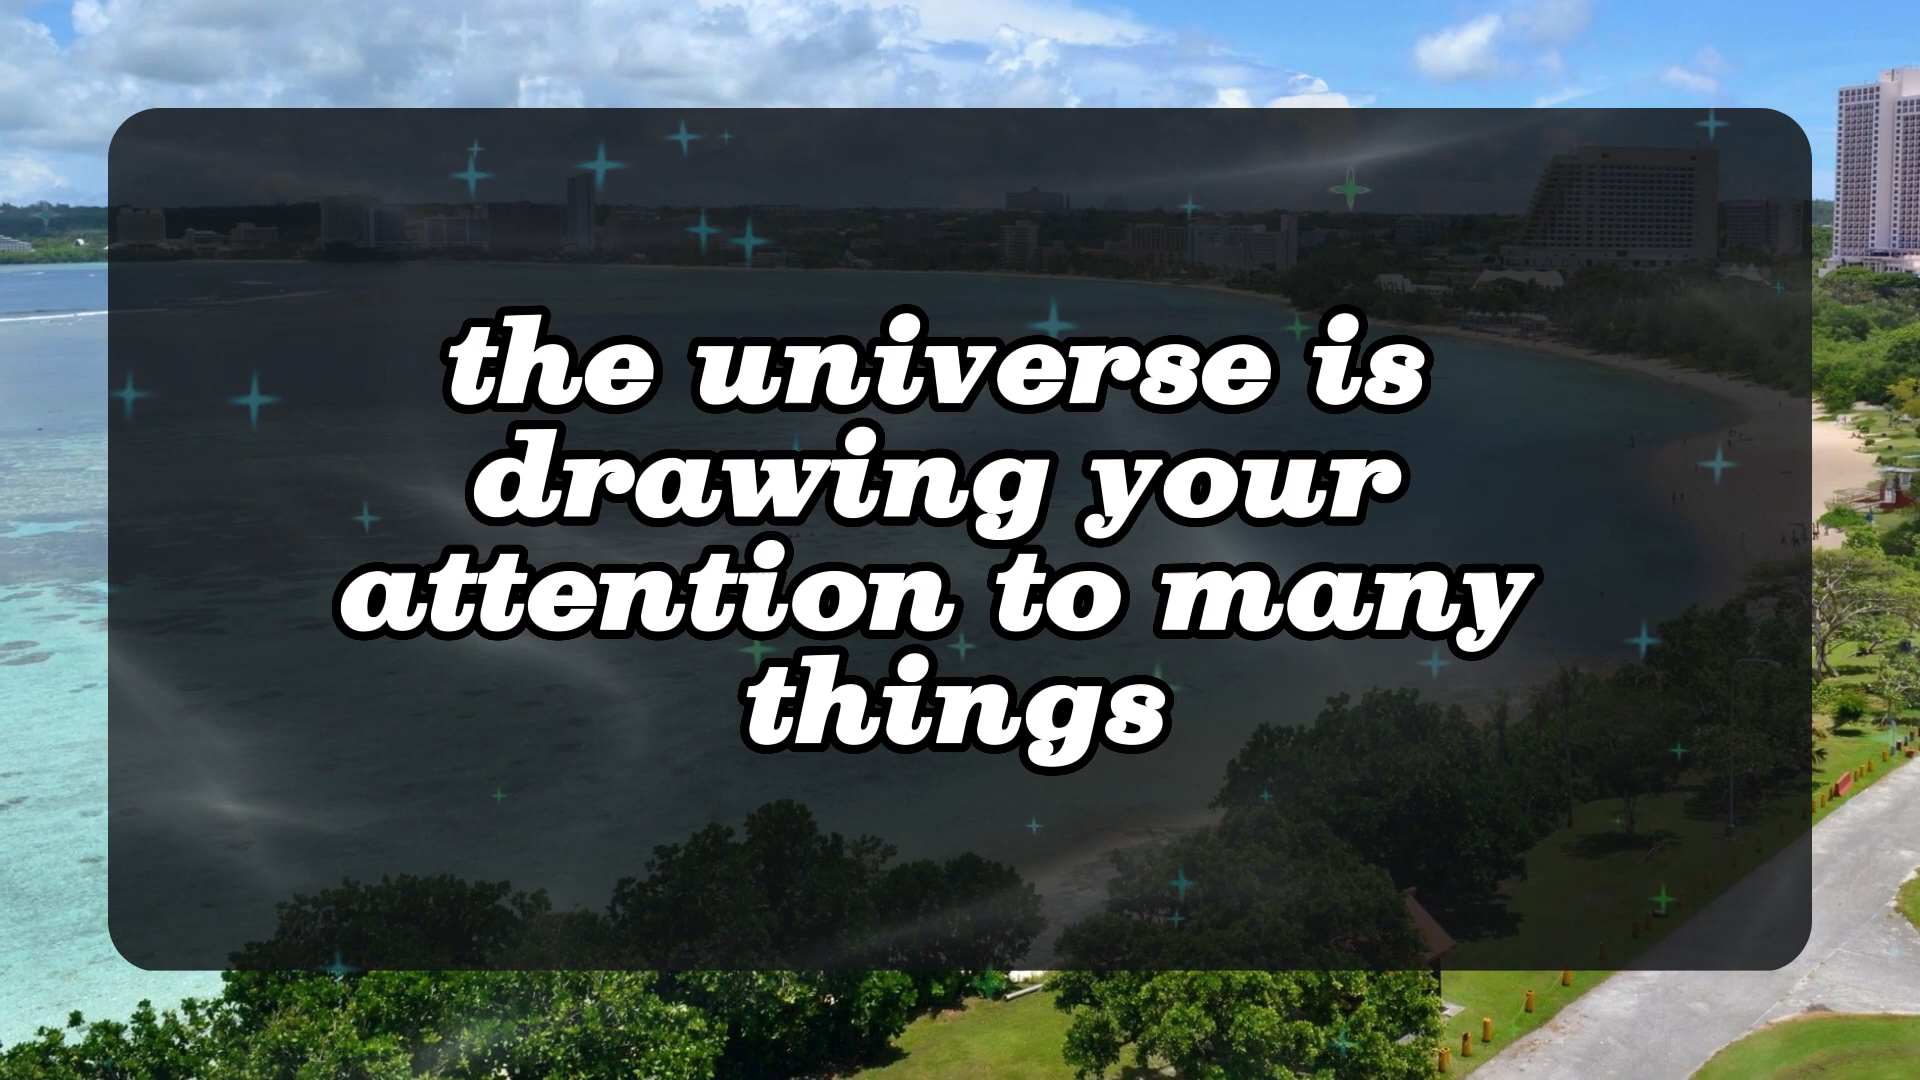 the universe is
drawing your
attention to many
things